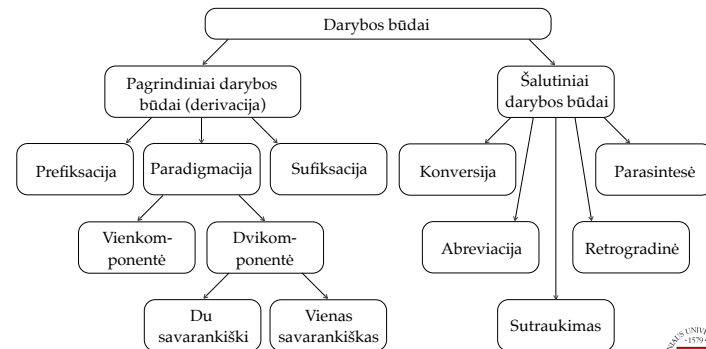 Darybos būdai
Pagrindiniai darybos
būdai (derivacija)
Šalutiniai
darybos būdai
Prefiksacija
Paradigmacija
Sufiksacija
Konversija
Parasintesė
Vienkom-
ponentė
Dvikom-
ponentė
Abreviacija
Retrogradinė
Du
savarankiški
Vienas
savarankiškas
Sutraukimas
1579